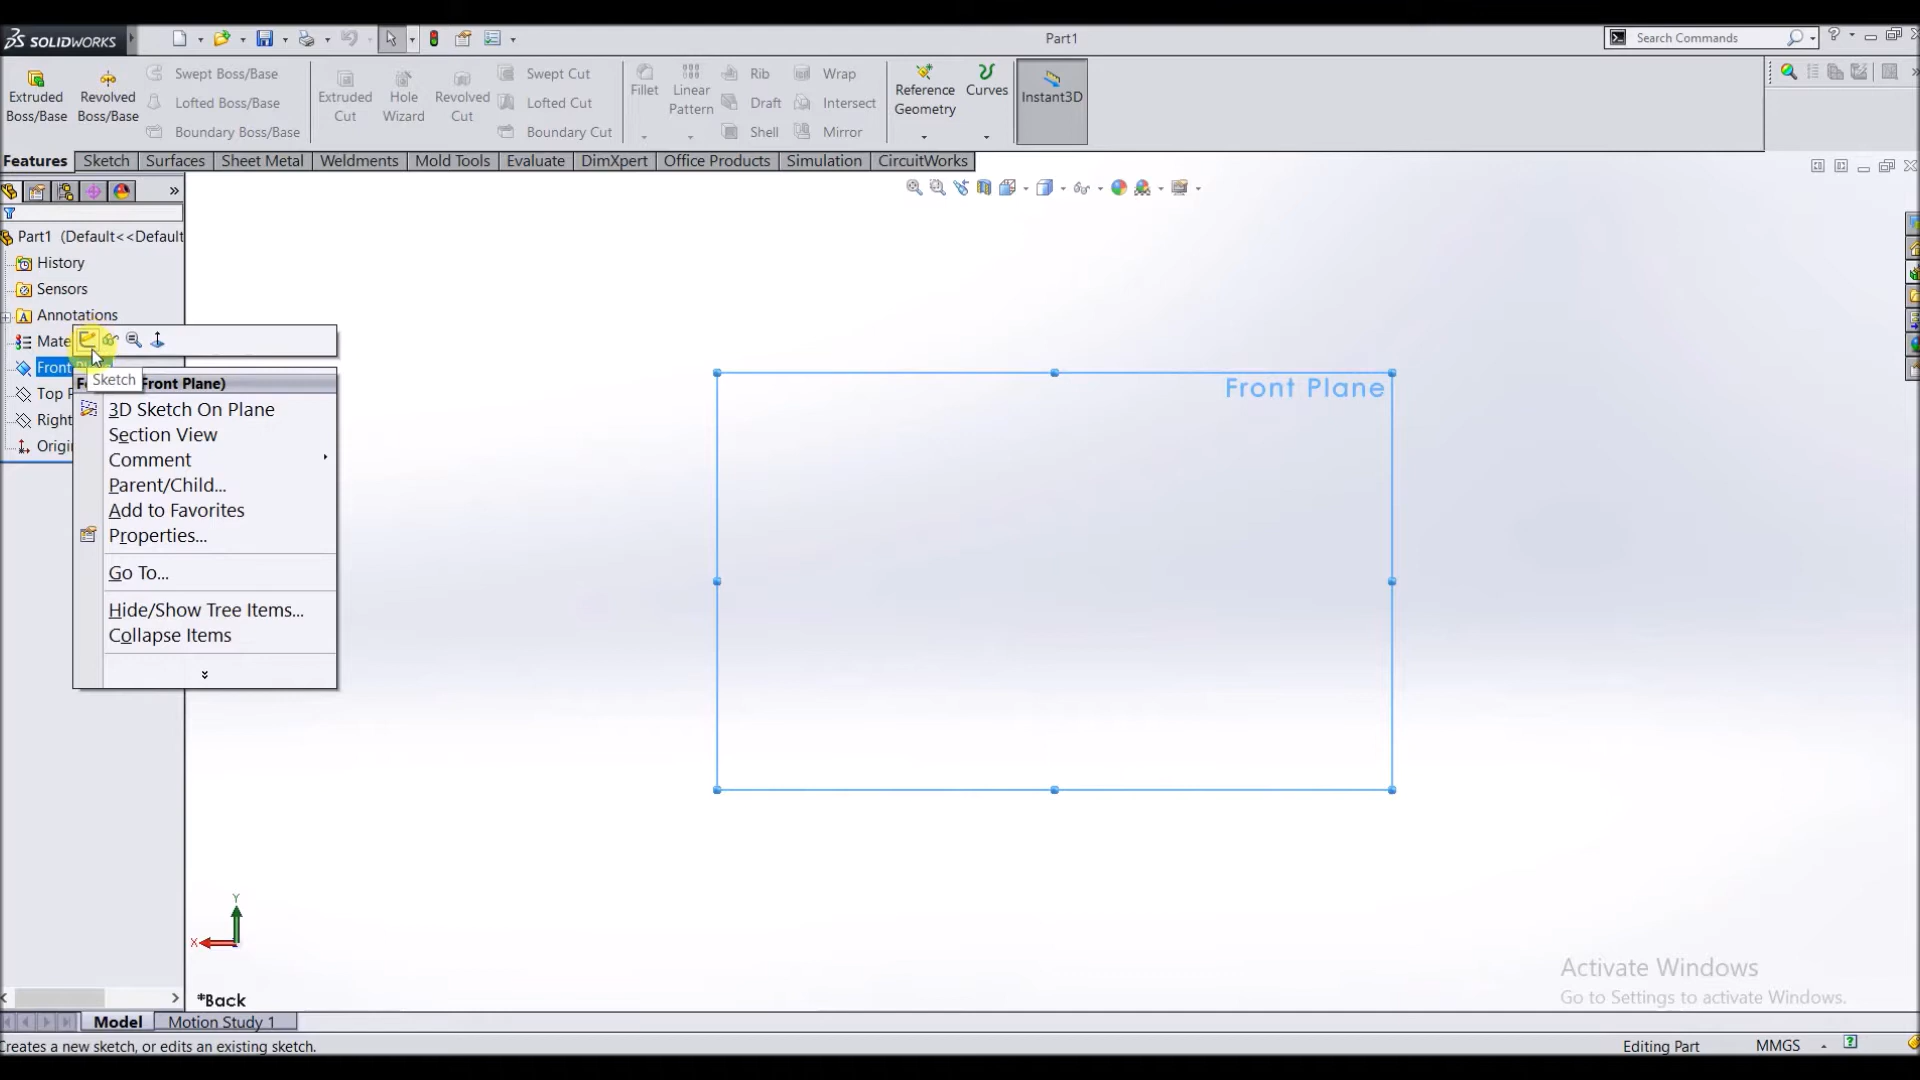 SOLIDWORKS
Part1
Search Commands
Extruded Boss/Base
Revolved Boss/Base
Swept Boss/Base
Lofted Boss/Base
Boundary Boss/Base
Extruded Cut
Hole Wizard
Revolved Cut
Swept Cut
Lofted Cut
Boundary Cut
Fillet
Linear Pattern
Rib
Draft
Shell
Wrap
Intersect
Mirror
Reference Geometry
Curves
Instant3D
Features
Sketch
Surfaces
Sheet Metal
Weldments
Mold Tools
Evaluate
DimXpert
Office Products
Simulation
CircuitWorks
Part1 (Default<<Default
History
Sensors
Annotations
Mate
Front
Top P
Right
Origi
Sketch
Front Plane)
3D Sketch On Plane
Section View
Comment
Parent/Child...
Add to Favorites
Properties...
Go To...
Hide/Show Tree Items...
Collapse Items
Front Plane
Y
X
*Back
Activate Windows
Go to Settings to activate Windows.
Model
Motion Study 1
Creates a new sketch, or edits an existing sketch.
Editing Part
MMGS